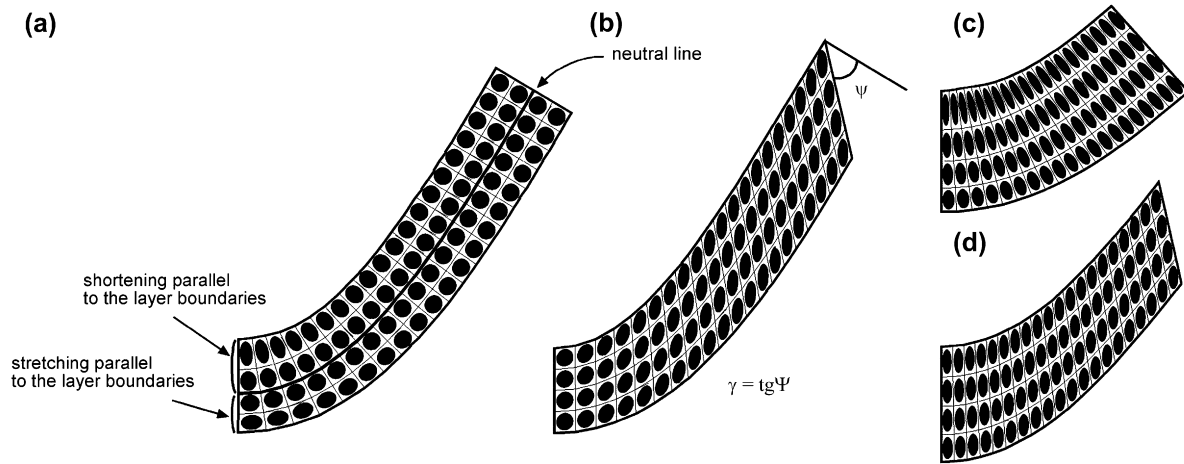 (a)
(b)
neutral line
ψ
(c)
shortening parallel
to the layer boundaries
stretching parallel
to the layer boundaries
γ = tgΨ
(d)